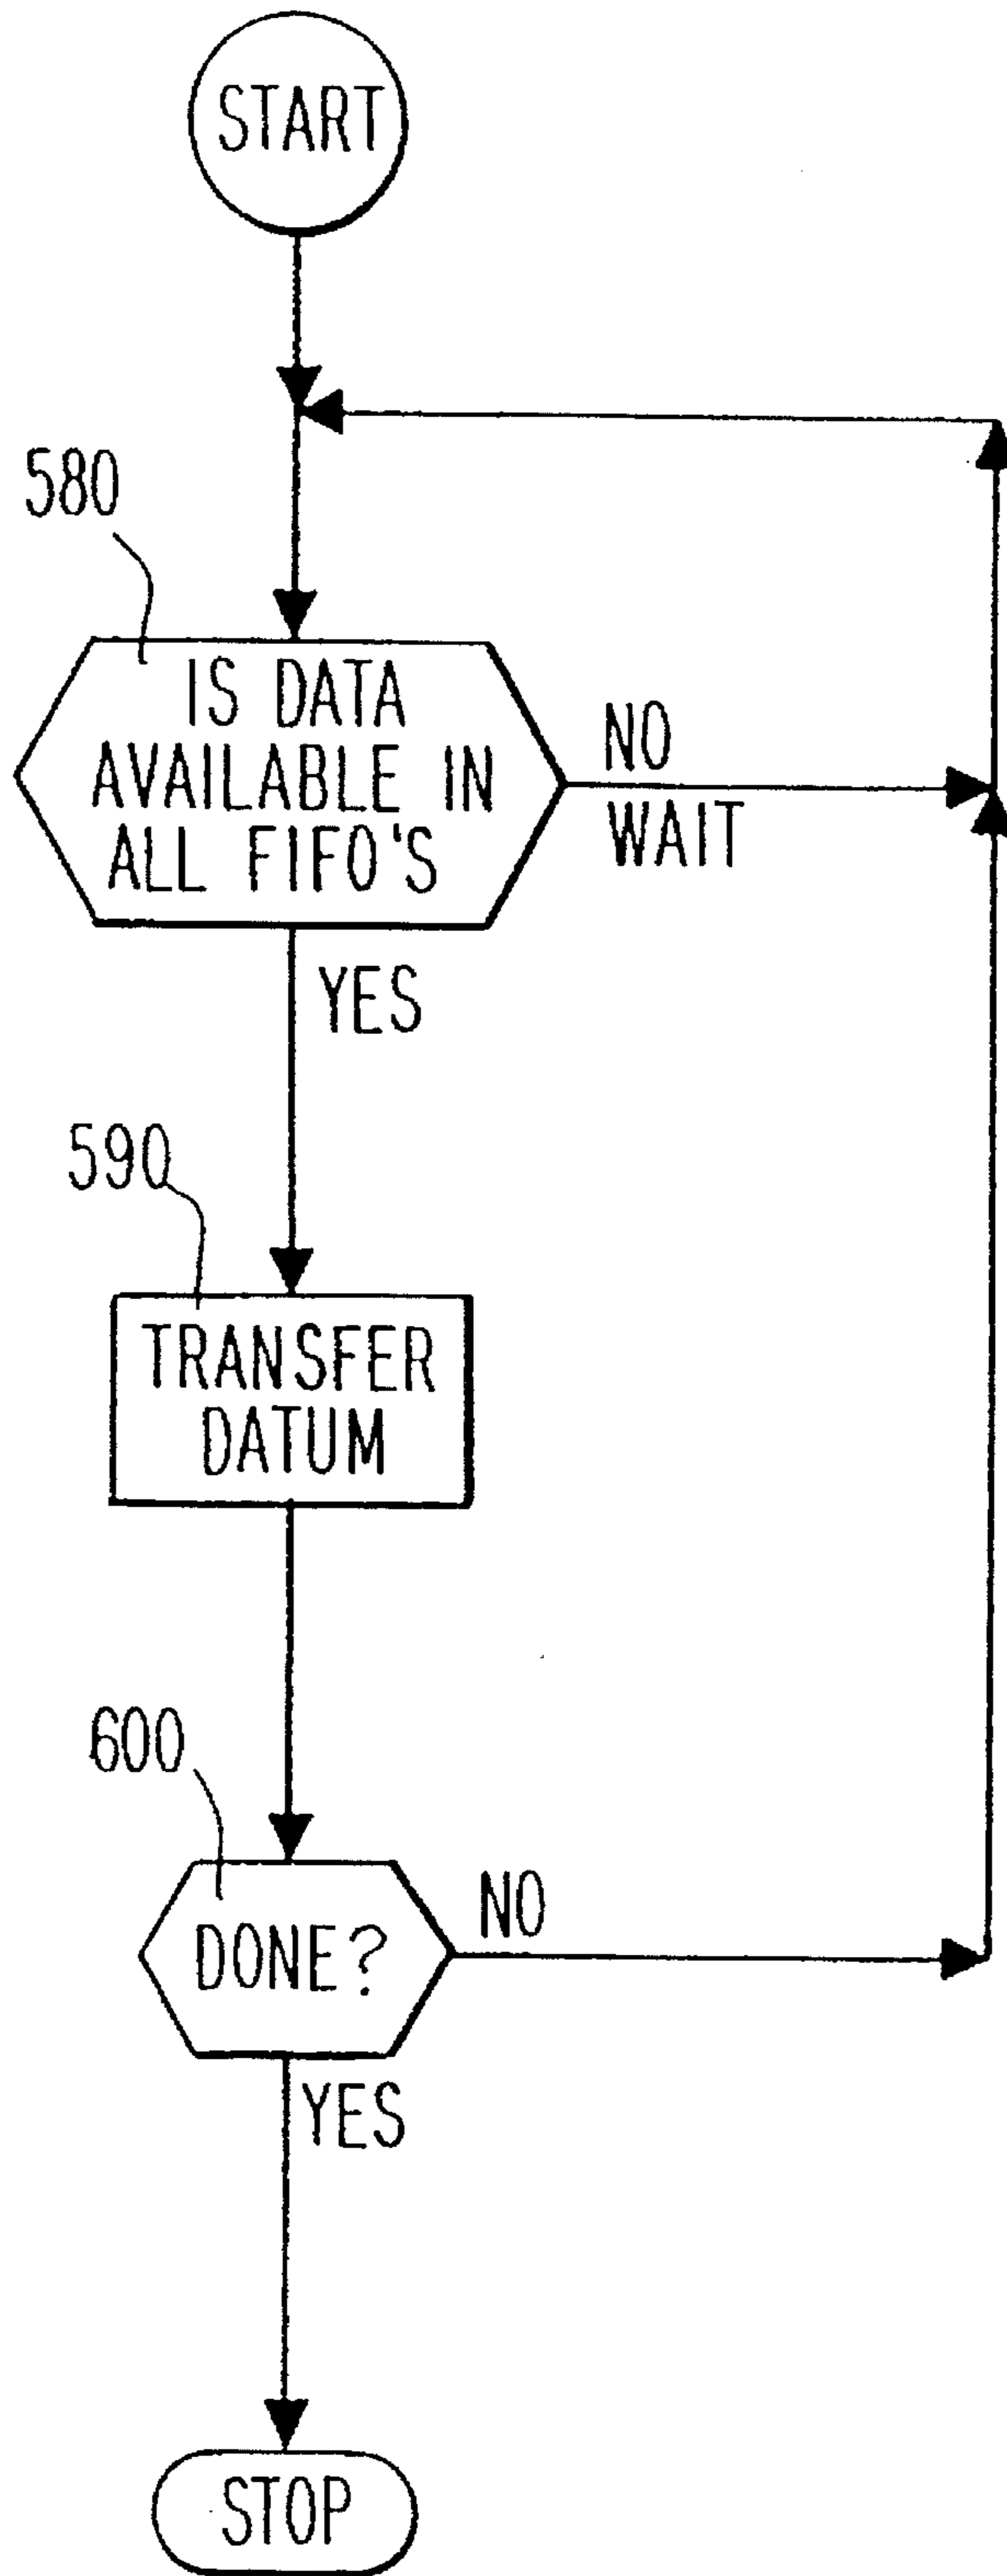 START
580
IS DATA
AVAILABLE IN
ALL FIFO'S
NO
WAIT
YES
590
TRANSFER
DATUM
600
DONE?
NO
YES
STOP